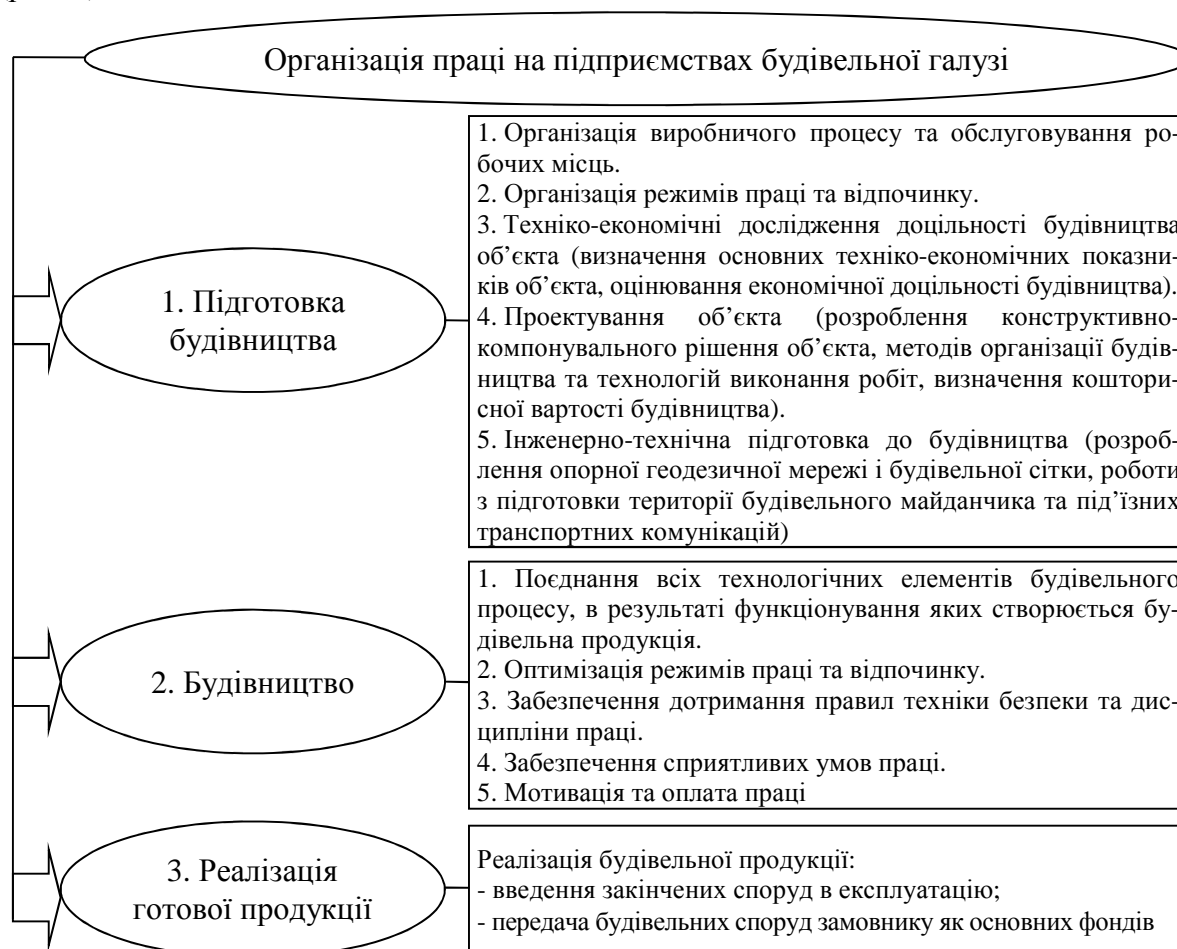 Організація праці на підприємствах будівельної галузі
1. Підготовка
будівництва
1. Організація виробничого процесу та обслуговування ро-
бочих місць.
2. Організація режимів праці та відпочинку.
3. Техніко-економічні дослідження доцільності будівництва
об’єкта (визначення основних техніко-економічних показни-
ків об’єкта, оцінювання економічної доцільності будівництва).
4. Проектування об’єкта (розроблення конструктивно-
компонувального рішення об’єкта, методів організації будів-
ництва та технологій виконання робіт, визначення коштори-
сної вартості будівництва).
5. Інженерно-технічна підготовка до будівництва (розроб-
лення опорної геодезичної мережі і будівельної сітки, роботи
з підготовки території будівельного майданчика та під’їзних
транспортних комунікацій)
2. Будівництво
1. Поєднання всіх технологічних елементів будівельного
процесу, в результаті функціонування яких створюється бу-
дівельна продукція.
2. Оптимізація режимів праці та відпочинку.
3. Забезпечення дотримання правил техніки безпеки та дис-
ципліни праці.
4. Забезпечення сприятливих умов праці.
5. Мотивація та оплата праці
3. Реалізація
готової продукції
Реалізація будівельної продукції:
- введення закінчених споруд в експлуатацію;
- передача будівельних споруд замовнику як основних фондів